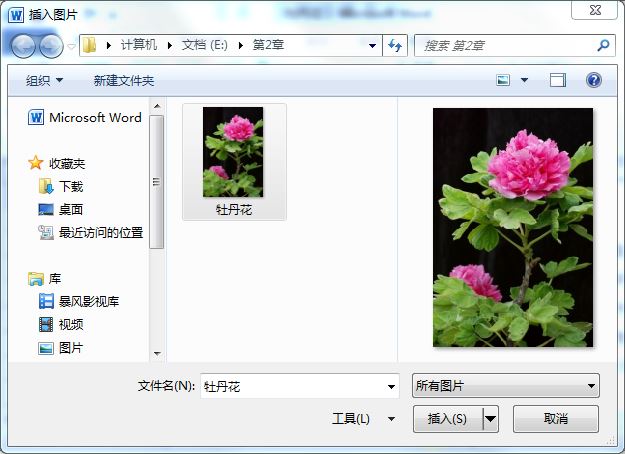 插入图片
计算机 文档 (E:) 第2章
搜索 第2章
组织 新建文件夹
Microsoft Word
收藏夹
下载
桌面
最近访问的位置
库
暴风影视库
视频
图片
牡丹花
文件名(N): 牡丹花 所有图片
工具(L) 插入(S) 取消